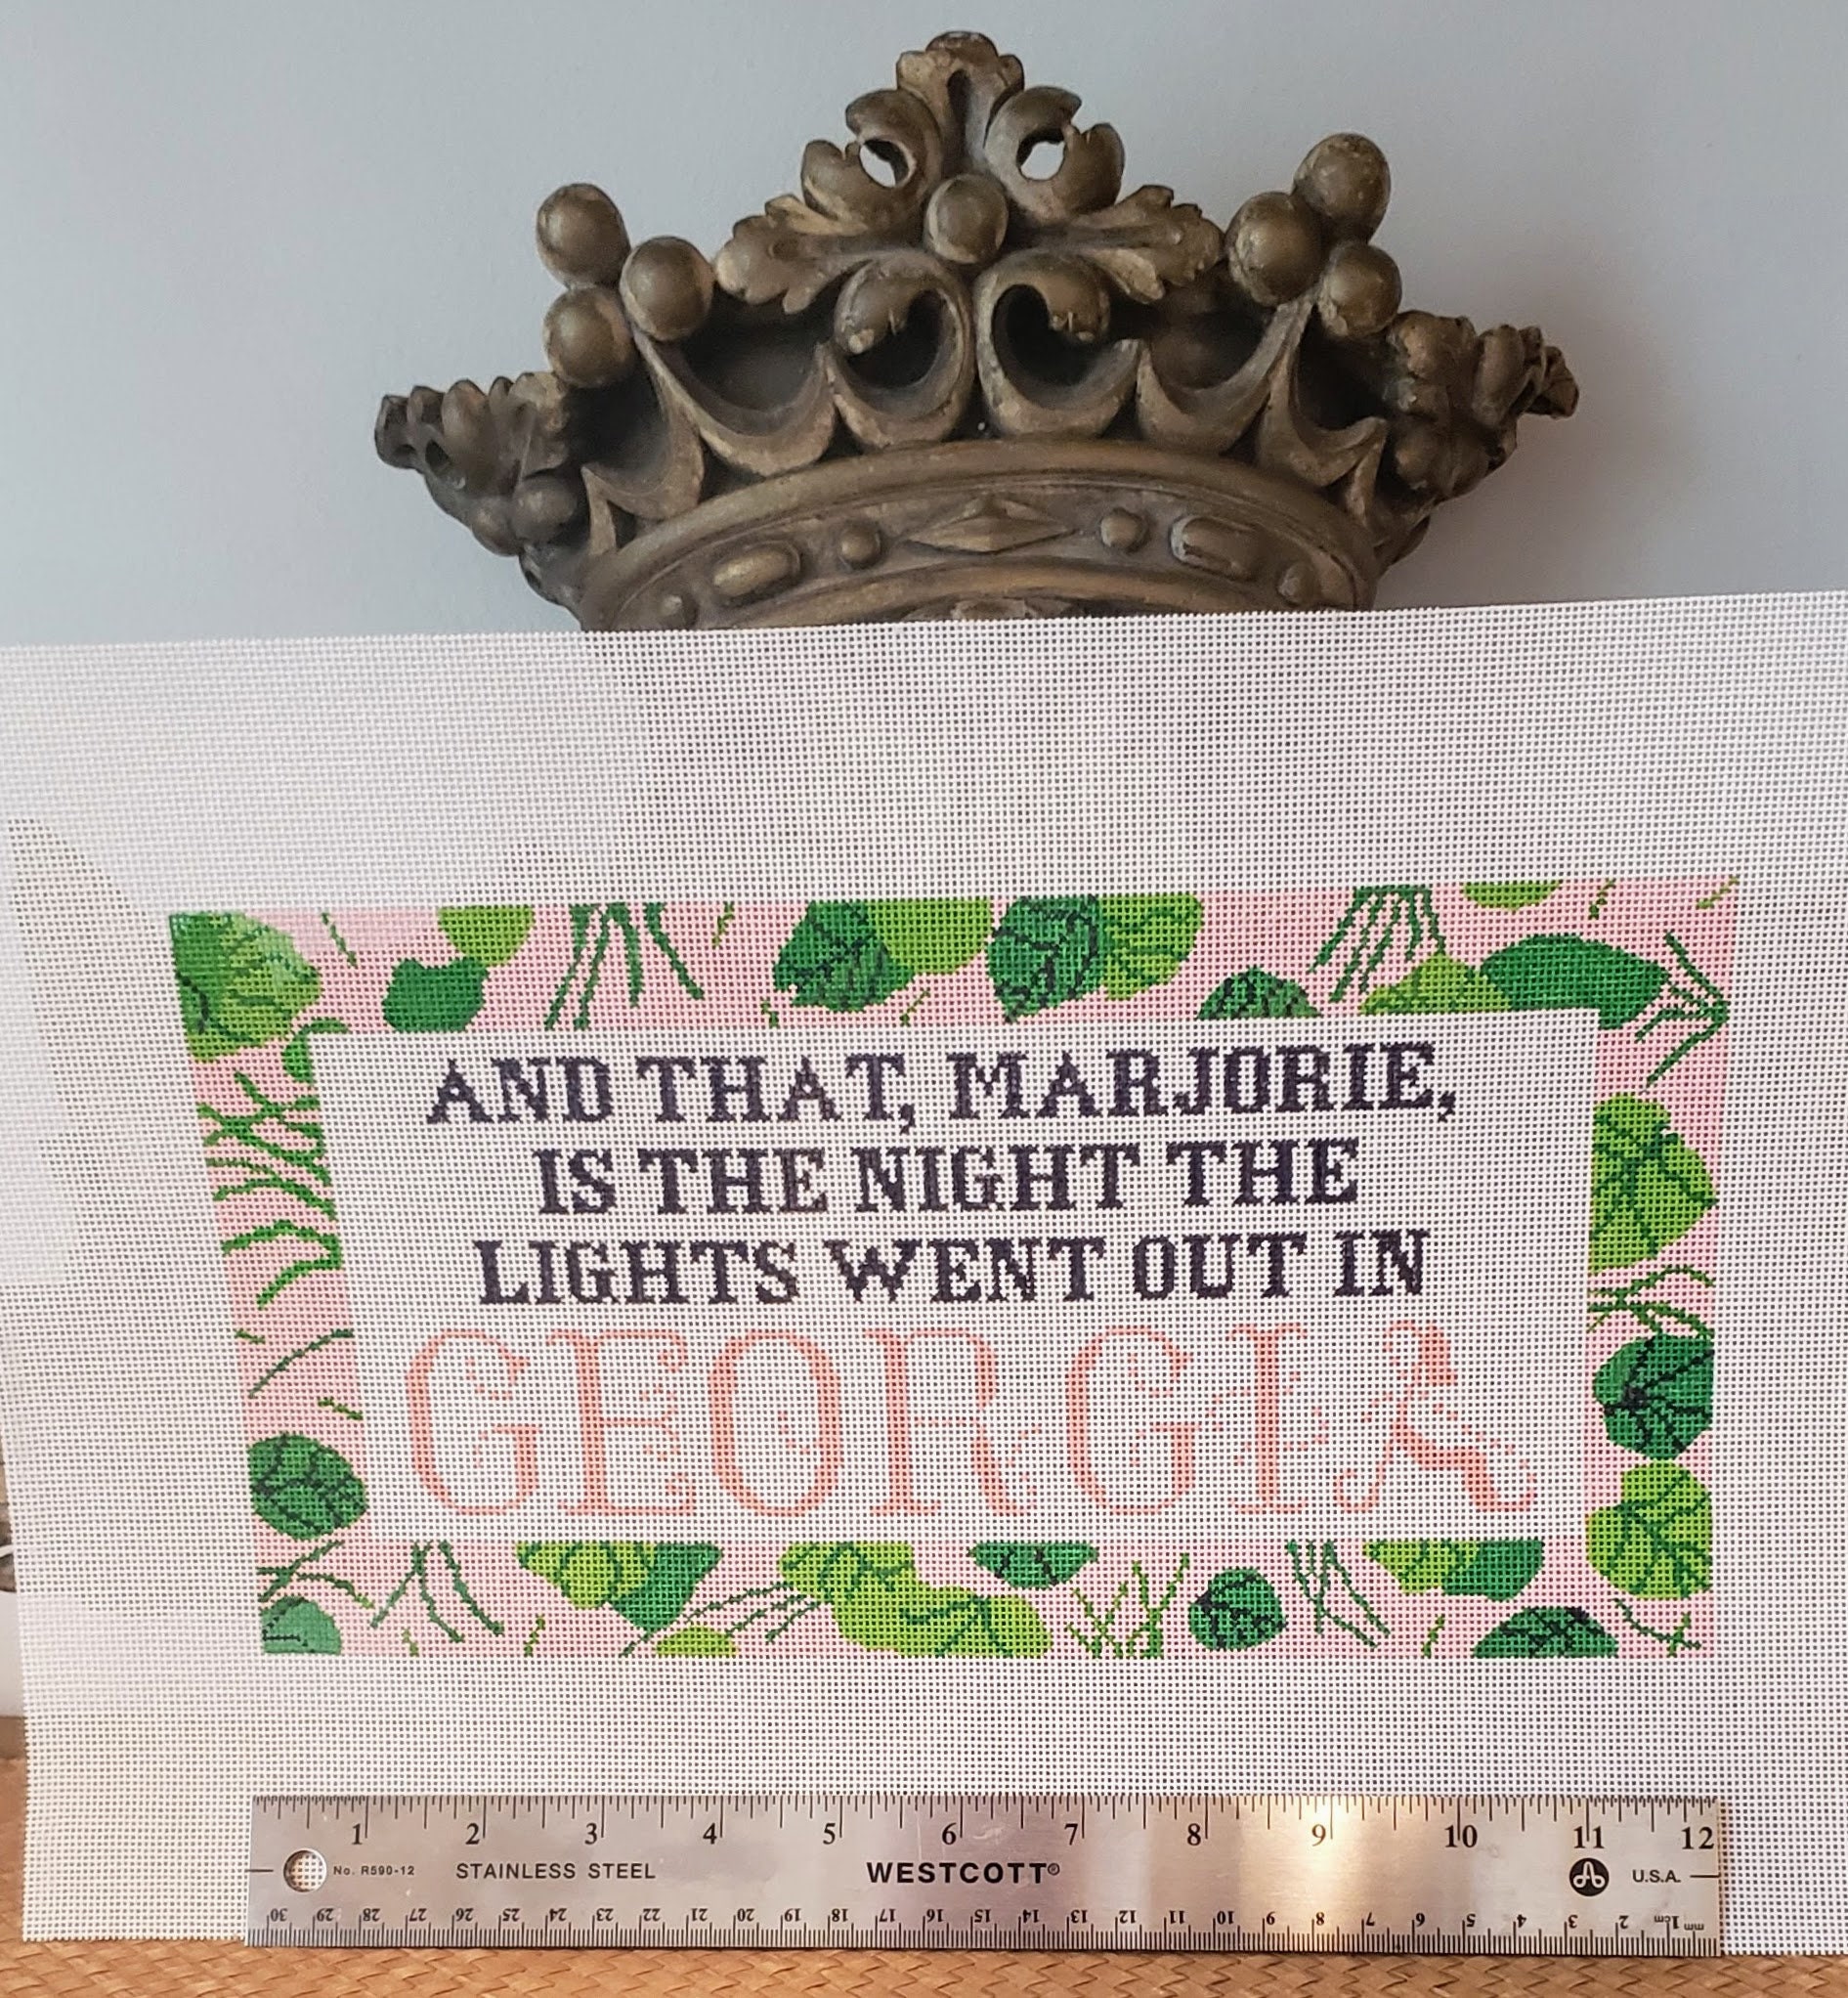 AND THAT, MARJORIE,
IS THE NIGHT THE
LIGHTS WENT OUT IN
GEORGIA
1 2 3 4 5 6 7 8 9 10 11 12
No. R590-12 STAINLESS STEEL WESTCOTT® U.S.A.
30 29 28 27 26 25 24 23 22 21 20 19 18 17 16 15 14 13 12 11 10 9 8 7 6 5 4 3 2 1cm mm